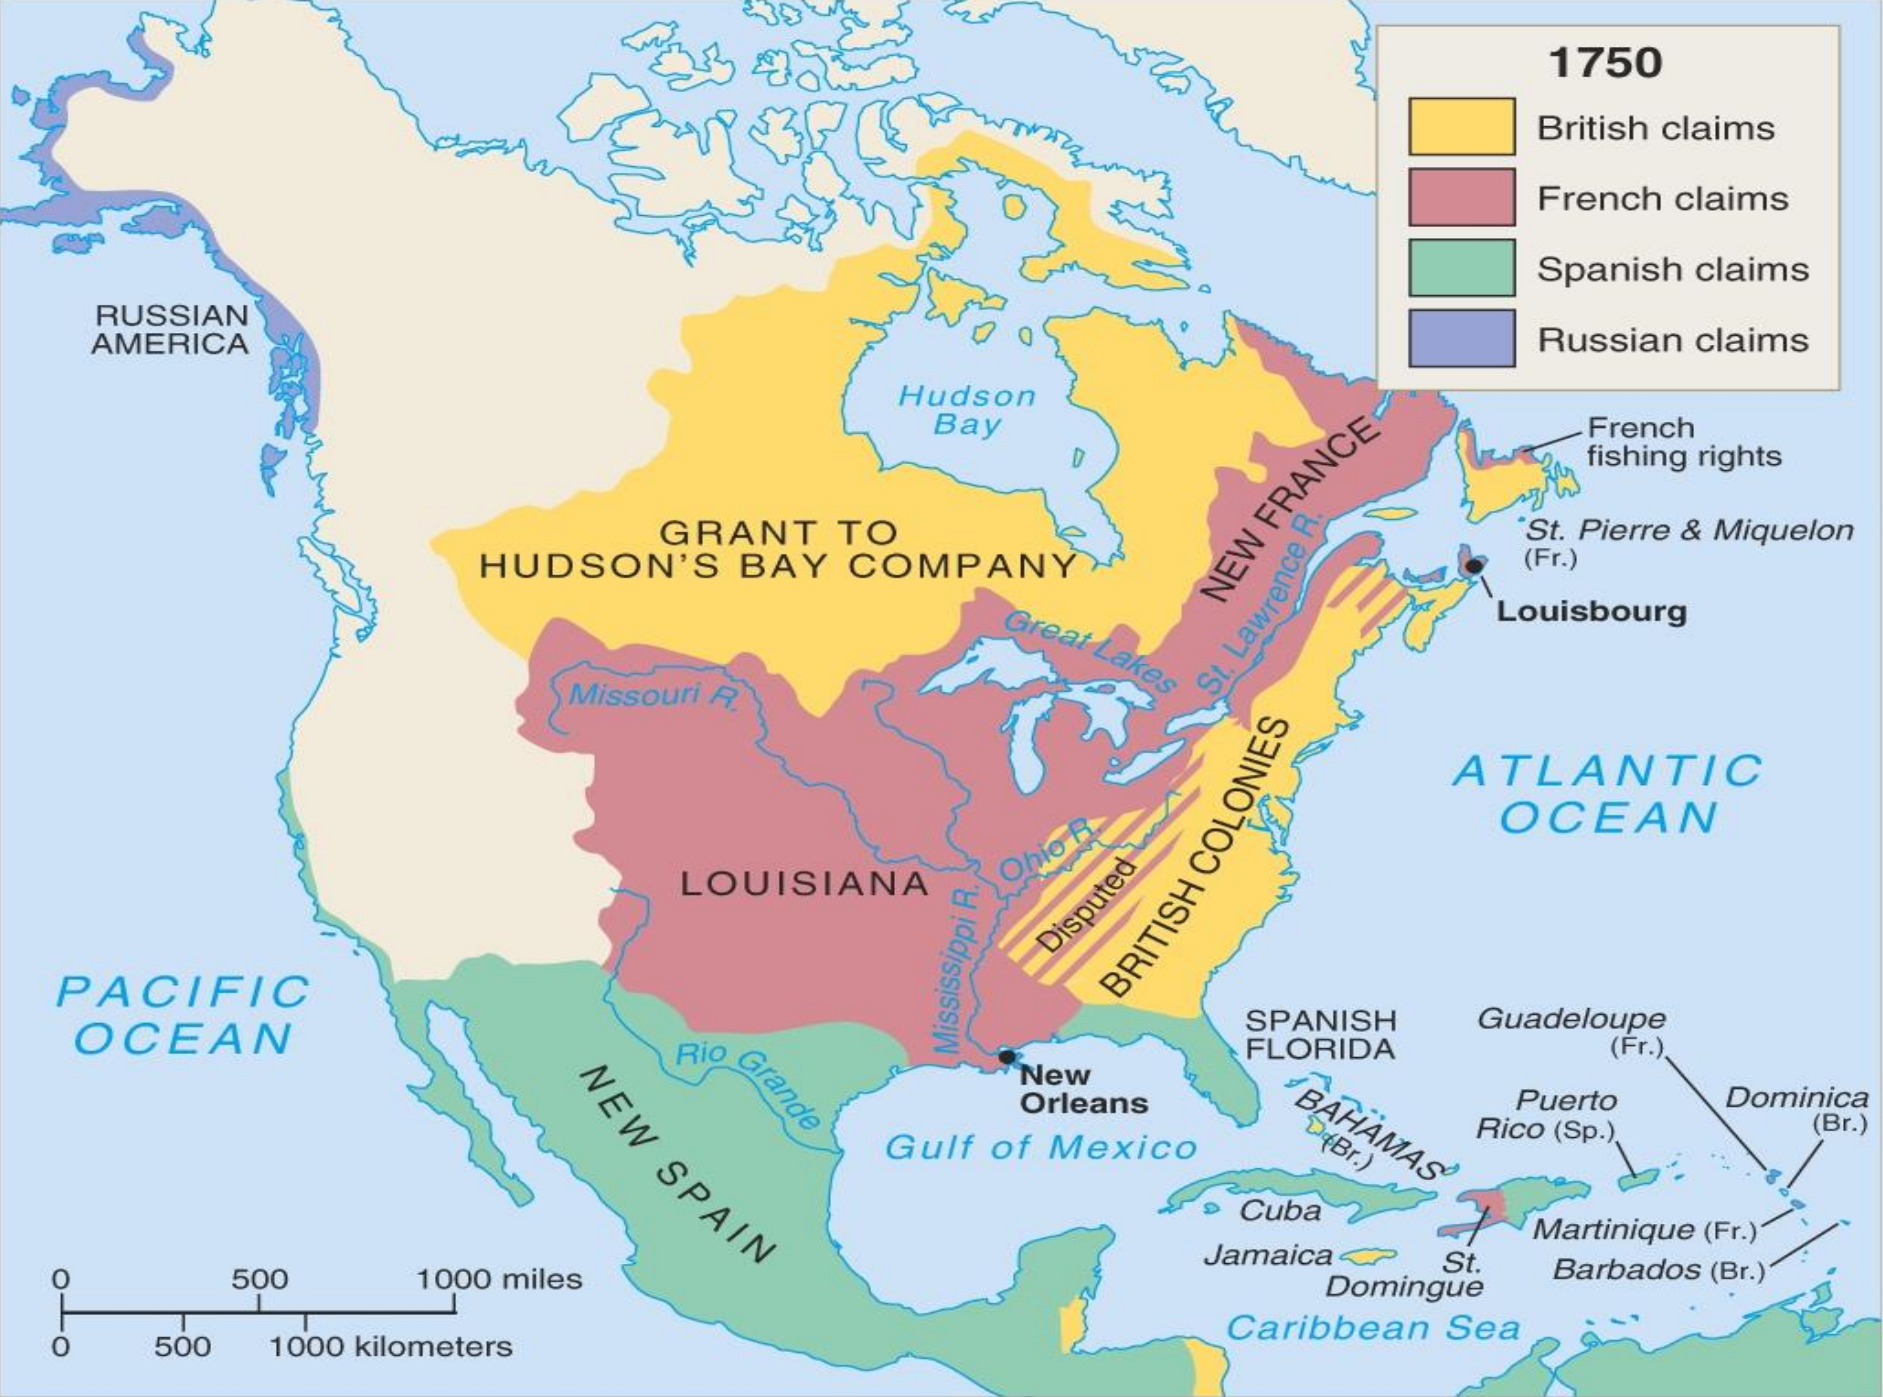 1750
British claims
French claims
Spanish claims
Russian claims
RUSSIAN
AMERICA
Hudson
Bay
French
fishing rights
GRANT TO
HUDSON'S BAY COMPANY
NEW FRANCE
St. Lawrence R.
St. Pierre & Miquelon
(Fr.)
Louisbourg
Great Lakes
Missouri R.
ATLANTIC
OCEAN
BRITISH COLONIES
Ohio R.
Disputed
LOUISIANA
Mississippi R.
PACIFIC
OCEAN
SPANISH
FLORIDA
Guadeloupe
(Fr.)
Rio Grande
New
Orleans
NEW SPAIN
Gulf of Mexico
BAHAMAS
(Br.)
Puerto
Rico (Sp.)
Dominica
(Br.)
Cuba
Martinique (Fr.)
Jamaica
St.
Domingue
Barbados (Br.)
Caribbean Sea
0 500 1000 miles
0 500 1000 kilometers